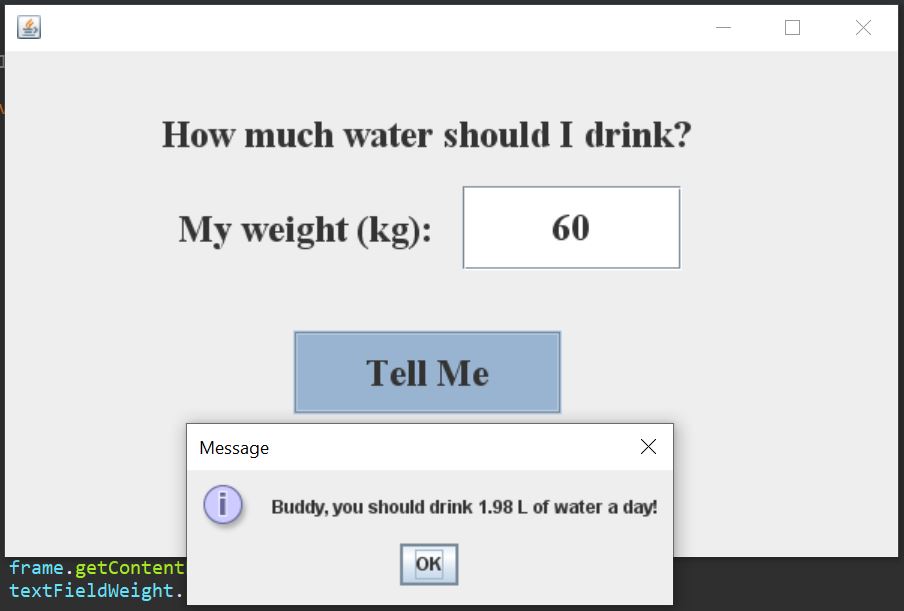 How much water should I drink?
My weight (kg): 60
Tell Me
Message
Buddy, you should drink 1.98 L of water a day!
OK
frame.getContent
textFieldWeight.